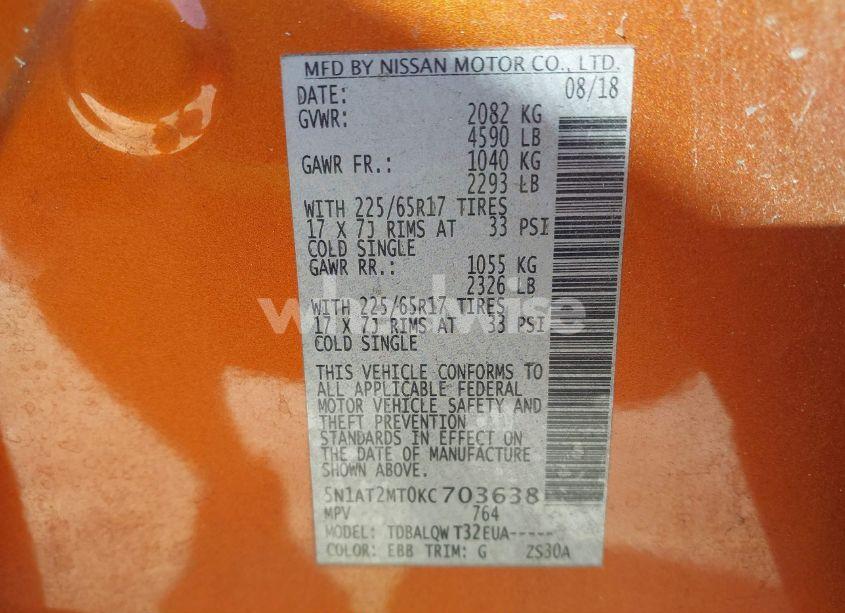 MFD BY NISSAN MOTOR CO., LTD.
DATE: 08/18
GVWR: 2082 KG
4590 LB
GAWR FR.: 1040 KG
2293 LB
WITH 225/65R17 TIRES
17 X 7J RIMS AT 33 PSI
COLD SINGLE
GAWR RR.: 1055 KG
2326 LB
WITH 225/65R17 TIRES
17 X 7J RIMS AT 33 PSI
COLD SINGLE
wheelwise
THIS VEHICLE CONFORMS TO
ALL APPLICABLE FEDERAL
MOTOR VEHICLE SAFETY AND
THEFT PREVENTION
STANDARDS IN EFFECT ON
THE DATE OF MANUFACTURE
SHOWN ABOVE.
5N1AT2MT0KC703638
MPV 764
MODEL: TDBALQW T32EUA-----
COLOR: EBB TRIM: G ZS30A